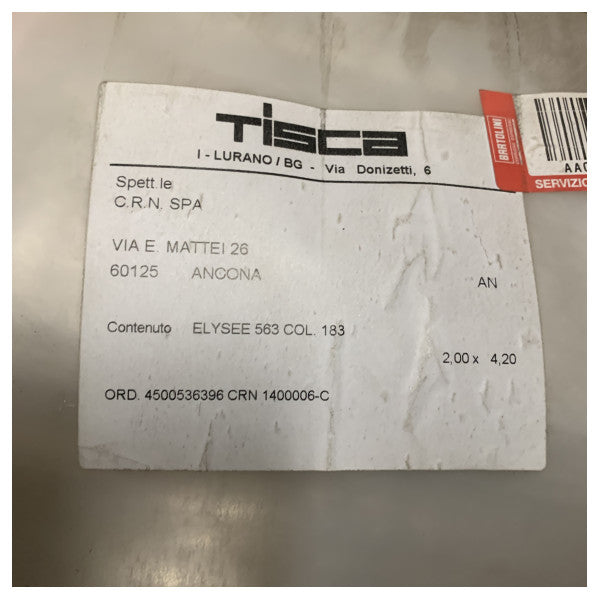 TISCA
I - LURANO / BG - Via Donizetti, 6
BARTOLINI
SERVIZIO
Spett.le
C.R.N. SPA
VIA E. MATTEI 26
60125 ANCONA
AN
Contenuto ELYSEE 563 COL. 183
2,00 x 4,20
ORD. 4500536396 CRN 1400006-C